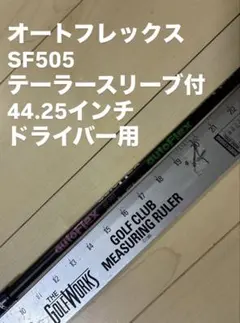 オートフレックス
SF505
テーラースリーブ付
44.25インチ
ドライバー用
autoFlex
autoFlex
GOLF CLUB
MEASURING RULER
THE
GOLFWORKS